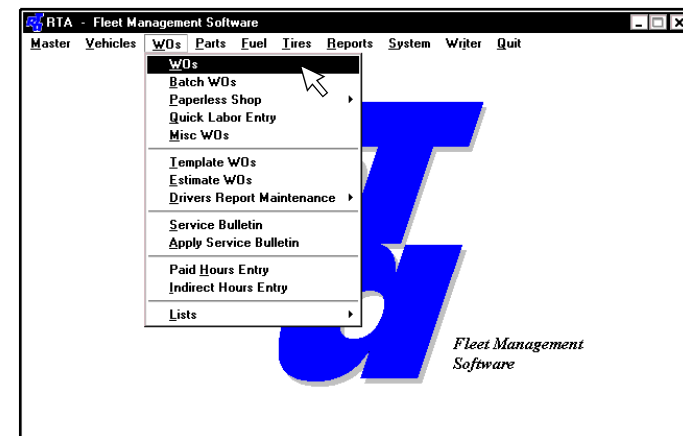 RTA - Fleet Management Software
Master Vehicles WOs Parts Fuel Tires Reports System Writer Quit
WOs
Batch WOs
Paperless Shop
Quick Labor Entry
Misc WOs
Template WOs
Estimate WOs
Drivers Report Maintenance
Service Bulletin
Apply Service Bulletin
Paid Hours Entry
Indirect Hours Entry
Lists
Fleet Management
Software